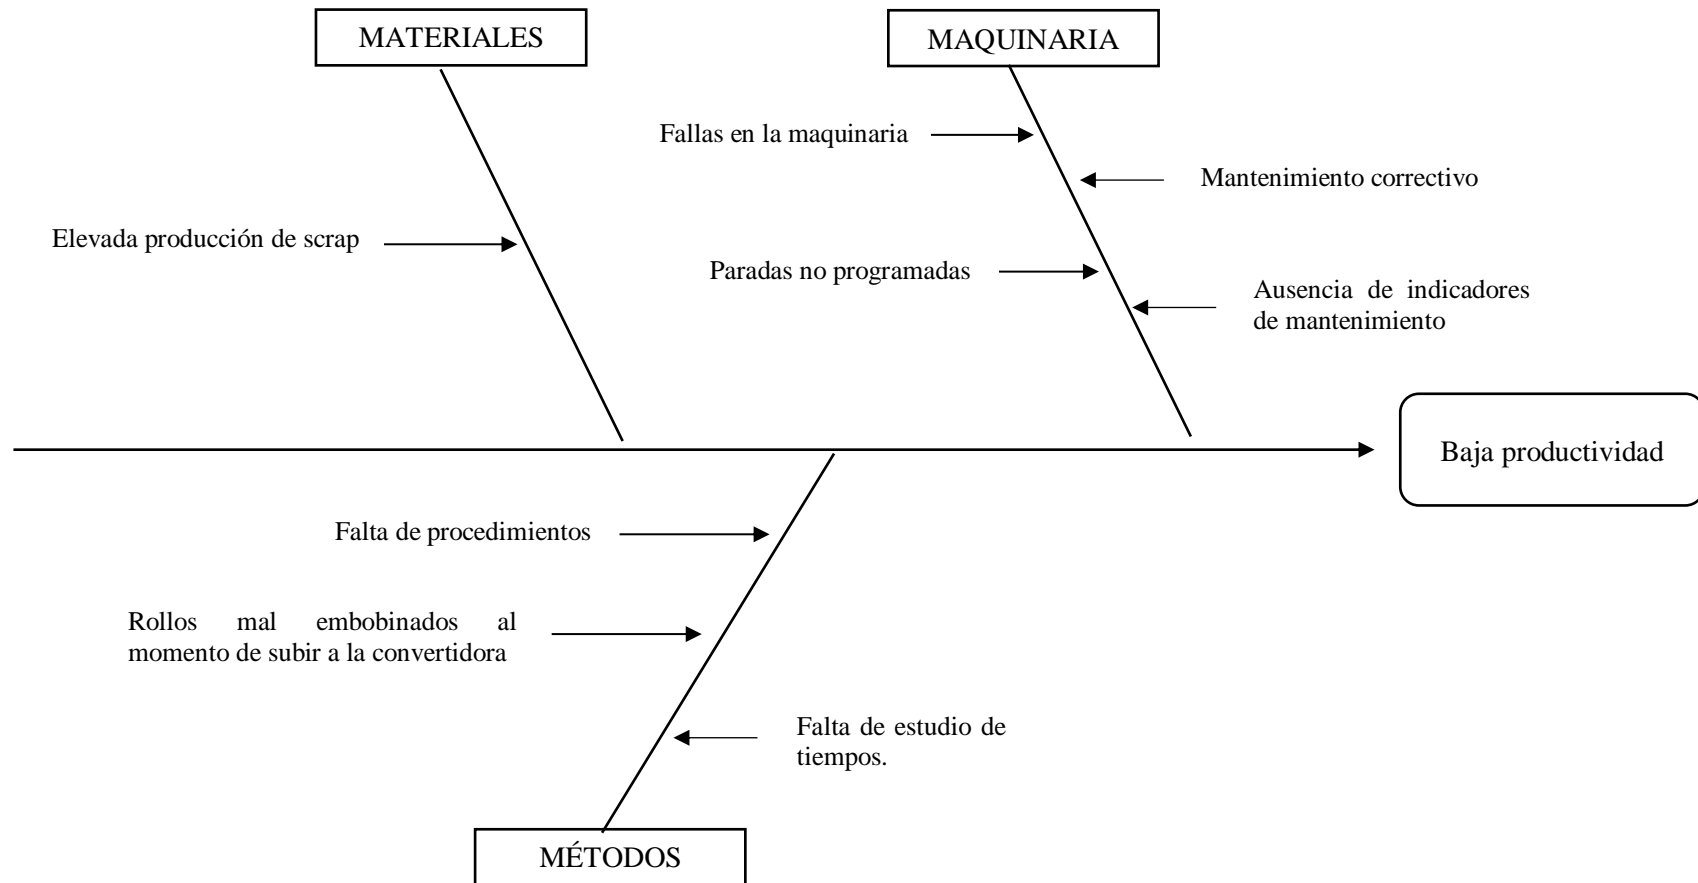 MATERIALES
MAQUINARIA
Fallas en la maquinaria
Mantenimiento correctivo
Elevada producción de scrap
Paradas no programadas
Ausencia de indicadores
de mantenimiento
Baja productividad
Falta de procedimientos
Rollos mal embobinados al
momento de subir a la convertidora
Falta de estudio de
tiempos.
MÉTODOS